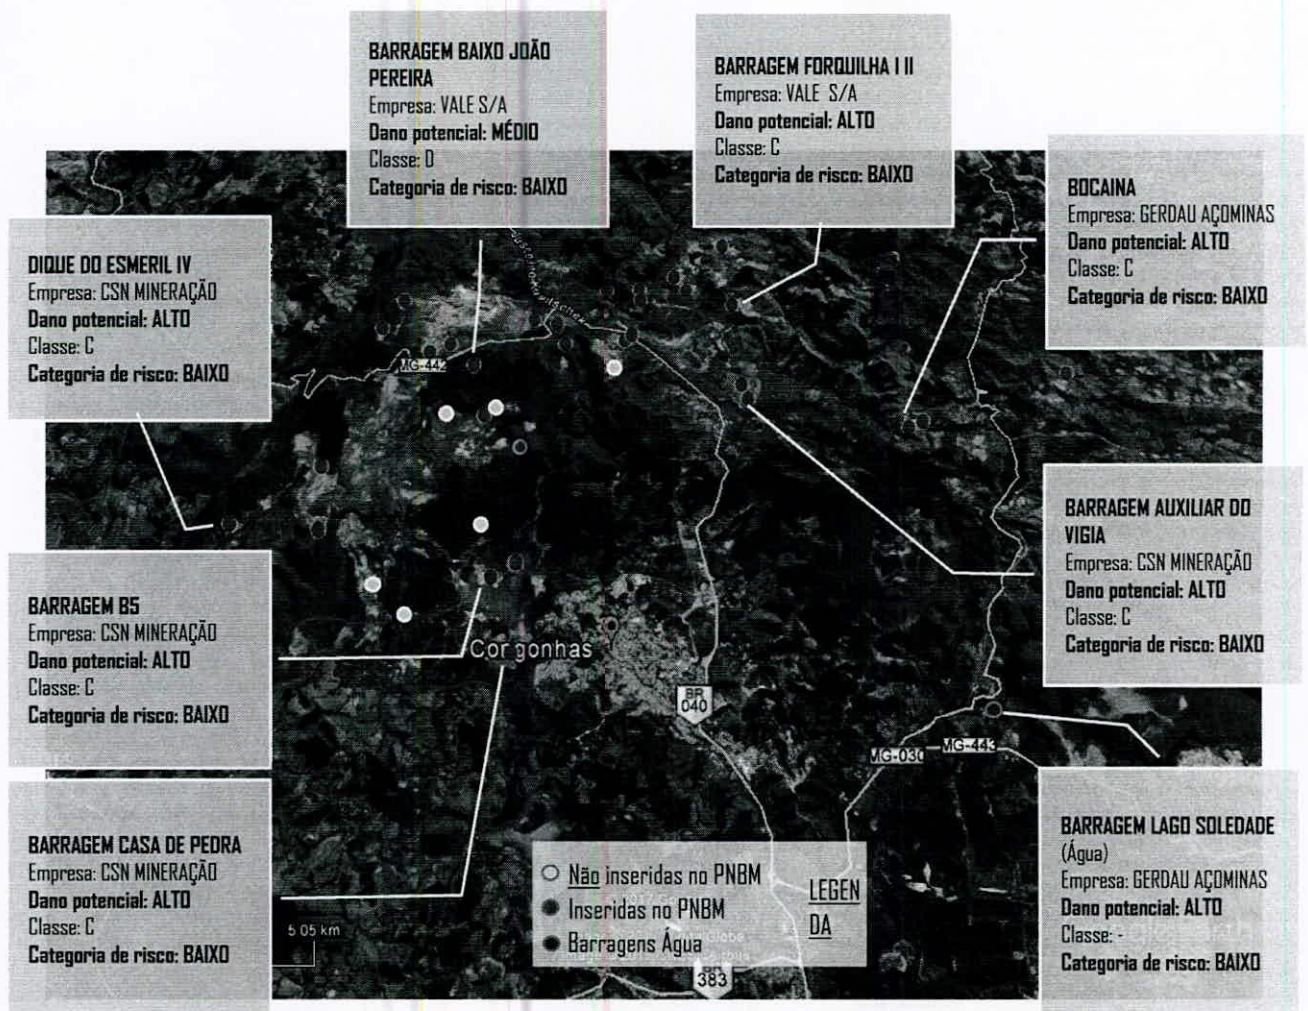 BARRAGEM BAIXO JOÃO
PEREIRA
Empresa: VALE S/A
Dano potencial: MÉDIO
Classe: D
Categoria de risco: BAIXO
BARRAGEM FORQUILHA I II
Empresa: VALE S/A
Dano potencial: ALTO
Classe: C
Categoria de risco: BAIXO
BOCAINA
Empresa: GERDAU AÇOMINAS
Dano potencial: ALTO
Classe: C
Categoria de risco: BAIXO
DIQUE DO ESMERIL IV
Empresa: CSN MINERAÇÃO
Dano potencial: ALTO
Classe: C
Categoria de risco: BAIXO
MG-442
BARRAGEM AUXILIAR DO
VIGIA
Empresa: CSN MINERAÇÃO
Dano potencial: ALTO
Classe: C
Categoria de risco: BAIXO
BARRAGEM B5
Empresa: CSN MINERAÇÃO
Dano potencial: ALTO
Classe: C
Categoria de risco: BAIXO
Congonhas
BR
040
MG-030
MG-443
BARRAGEM CASA DE PEDRA
Empresa: CSN MINERAÇÃO
Dano potencial: ALTO
Classe: C
Categoria de risco: BAIXO
5.05 km
Não inseridas no PNBM
Inseridas no PNBM
Barragens Água
LEGEN
DA
383
BARRAGEM LAGO SOLEDADE
(Água)
Empresa: GERDAU AÇOMINAS
Dano potencial: ALTO
Classe: -
Categoria de risco: BAIXO